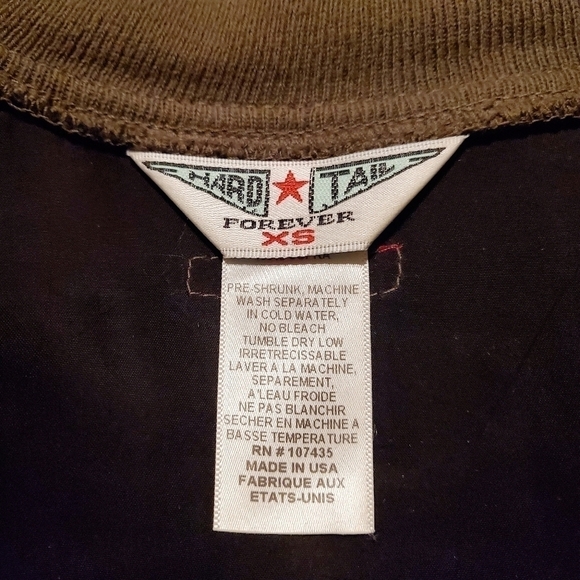 HARD ★ TAIL
FOREVER
XS
PRE SHRUNK, MACHINE
WASH SEPARATELY
IN COLD WATER,
NO BLEACH
TUMBLE DRY LOW
IRRETRECISSABLE
LAVER A LA MACHINE,
SEPAREMENT,
A'LEAU FROIDE
NE PAS BLANCHIR
SECHER EN MACHINE A
BASSE TEMPERATURE
RN # 107435
MADE IN USA
FABRIQUE AUX
ETATS-UNIS